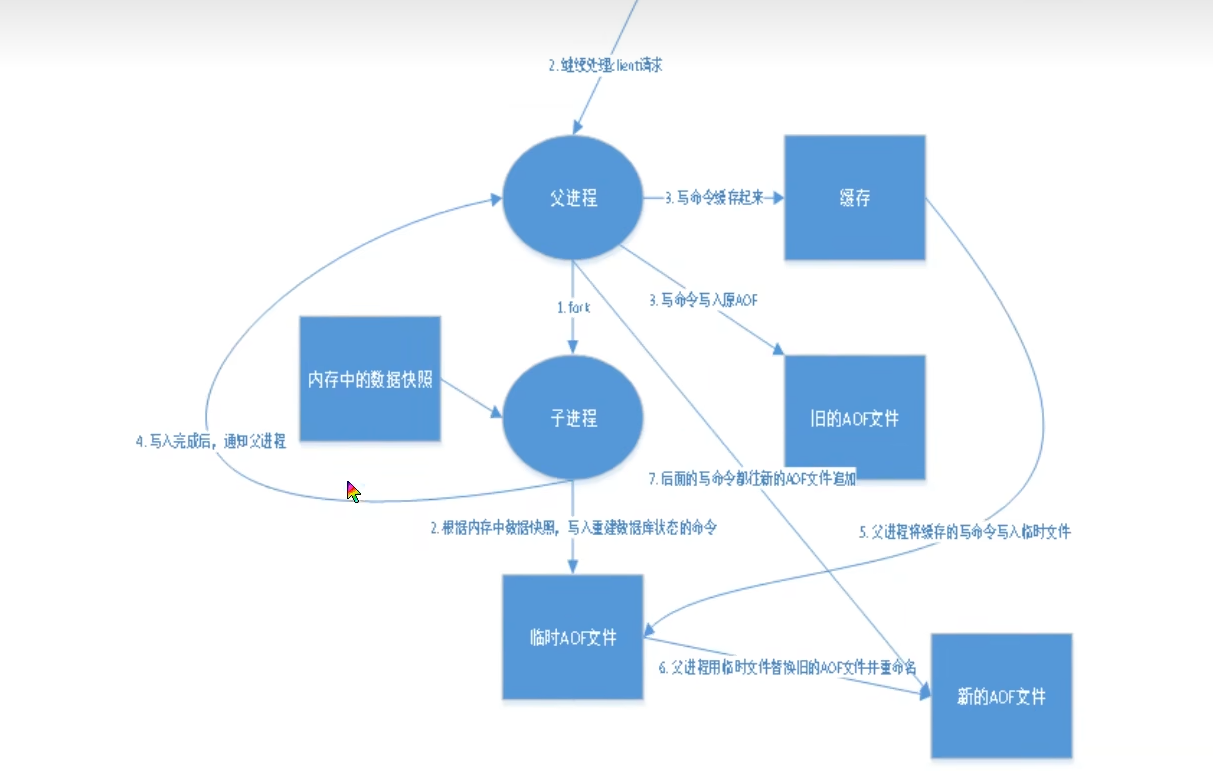 2.继续处理client请求
父进程
3.写命令缓存起来
缓存
1.fork
3.写命令写入原AOF
内存中的数据快照
子进程
旧的AOF文件
4.写入完成后，通知父进程
7.后面的写命令都往新的AOF文件追加
2.根据内存中数据快照，写入重建数据库状态的命令
5.父进程将缓存的写命令写入临时文件
临时AOF文件
6.父进程用临时文件替换旧的AOF文件并重命名
新的AOF文件